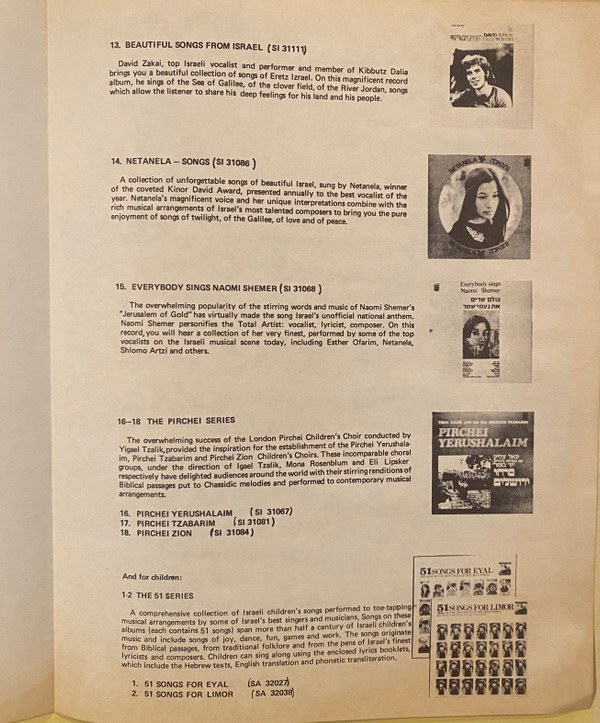 13. BEAUTIFUL SONGS FROM ISRAEL (SI 31111)
David Zakai, top Israeli vocalist and performer and member of Kibbutz Dalia
brings you a beautiful collection of songs of Eretz Izrael. On this magnificent record
album, he sings of the Sea of Galilee, of the clover field, of the River Jordan, songs
which allow the listener to share his deep feelings for his land and his people.
DAVID ZAKAI
14. NETANELA – SONGS (SI 31086)
A collection of unforgettable songs of beautiful Israel, sung by Netanela, winner
of the coveted Kinor David Award, presented annually to the best vocalist of the
year. Netanela's magnificent voice and her unique interpretations combine with the
rich musical arrangements of Israel's most talented composers to bring you the pure
enjoyment of songs of twilight, of the Galilee, of love and of peace.
NETANELA נתנאלה
NETANELA נתנאלה
15. EVERYBODY SINGS NAOMI SHEMER (SI 31068)
The overwhelming popularity of the stirring words and music of Naomi Shemer's
"Jerusalem of Gold" has virtually made the song Israel's unofficial national anthem.
Naomi Shemer personifies the Total Artist: vocalist, lyricist, composer. On this
record, you will hear a collection of her very finest, performed by some of the top
vocalists on the Israeli musical scene today, including Esther Ofarim, Netanela,
Shlomo Artzi and others.
Everybody sings
Naomi Shemer
כולם שרים
את נעמי שמר
16–18 THE PIRCHEI SERIES
The overwhelming success of the London Pirchei Children's Choir conducted by
Yigael Tzalik, provided the inspiration for the establishment of the Pirchei Yerushala-
im, Pirchei Tzabarim and Pirchei Zion Children's Choirs. These incomparable choral
groups, under the direction of Igael Tzalik, Mona Rosenblum and Eli Lipsker
respectively have delighted audiences around the world with their stirring renditions of
Biblical passages put to Chassidic melodies and performed to contemporary musical
arrangements.
PIRCHEI
YERUSHALAIM
יגאל צליק
פרחי
ירושלים
16. PIRCHEI YERUSHALAIM (SI 31067)
17. PIRCHEI TZABARIM (SI 31081)
18. PIRCHEI ZION (SI 31084)
And for children:
1-2 THE 51 SERIES
A comprehensive collection of Israeli children's songs performed to toe-tapping
musical arrangements by some of Israel's best singers and musicians, Songs on these
albums (each contains 51 songs) span more than half a century of Israeli children's
music and include songs of joy, dance, fun, games and work. The songs originate
from Biblical passages, from traditional folklore and from the pens of Israel's finest
lyricists and composers. Children can sing along using the enclosed lyrics booklets,
which include the Hebrew texts, English translation and phonetic transliteration.
51 SONGS FOR EYAL
51 SONGS FOR LIMOR
1. 51 SONGS FOR EYAL (SA 32027)
2. 51 SONGS FOR LIMOR (SA 32038)